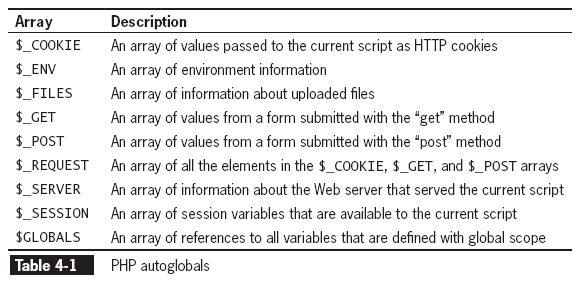 Array Description
$_COOKIE An array of values passed to the current script as HTTP cookies
$_ENV An array of environment information
$_FILES An array of information about uploaded files
$_GET An array of values from a form submitted with the “get” method
$_POST An array of values from a form submitted with the “post” method
$_REQUEST An array of all the elements in the $_COOKIE, $_GET, and $_POST arrays
$_SERVER An array of information about the Web server that served the current script
$_SESSION An array of session variables that are available to the current script
$GLOBALS An array of references to all variables that are defined with global scope
Table 4-1 PHP autoglobals